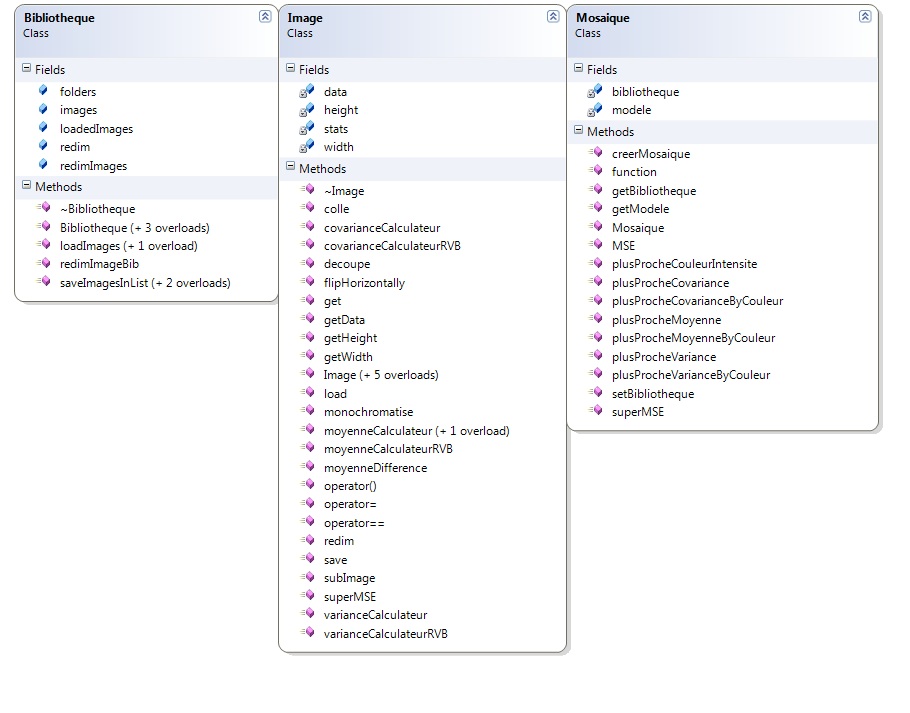 Bibliotheque
Class
Fields
folders
images
loadedImages
redim
redimImages
Methods
~Bibliotheque
Bibliotheque (+ 3 overloads)
loadImages (+ 1 overload)
redimImageBib
saveImagesInList (+ 2 overloads)
Image
Class
Fields
data
height
stats
width
Methods
~Image
colle
covarianceCalculateur
covarianceCalculateurRVB
decoupe
flipHorizontally
get
getData
getHeight
getWidth
Image (+ 5 overloads)
load
monochromatise
moyenneCalculateur (+ 1 overload)
moyenneCalculateurRVB
moyenneDifference
operator()
operator=
operator==
redim
save
subImage
superMSE
varianceCalculateur
varianceCalculateurRVB
Mosaique
Class
Fields
bibliotheque
modele
Methods
creerMosaique
function
getBibliotheque
getModele
Mosaique
MSE
plusProcheCouleurIntensite
plusProcheCovariance
plusProcheCovarianceByCouleur
plusProcheMoyenne
plusProcheMoyenneByCouleur
plusProcheVariance
plusProcheVarianceByCouleur
setBibliotheque
superMSE